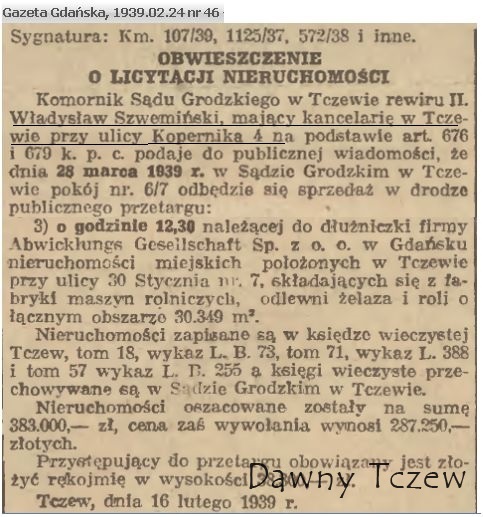 Gazeta Gdańska, 1939.02.24 nr 46
Sygnatura: Km. 107/39, 1125/37, 572/38 i inne.
OBWIESZCZENIE
O LICYTACJI NIERUCHOMOŚCI
Komornik Sądu Grodzkiego w Tczewie rewiru II.
Władysław Szwemiński, mający kancelarię w Tcze-
wie przy ulicy Kopernika 4 na podstawie art. 676
i 679 k. p. c. podaje do publicznej wiadomości, że
dnia 28 marca 1939 r. w Sądzie Grodzkim w Tcze-
wie pokój nr. 6/7 odbędzie się sprzedaż w drodze
publicznego przetargu:
3) o godzinie 12,30 należącej do dłużniczki firmy
Abwicklungs Gesellschaft Sp. z o. o. w Gdańsku
nieruchomości miejskich położonych w Tczewie
przy ulicy 30 Stycznia nr. 7, składających się z fa-
bryki maszyn rolniczych, odlewni żelaza i roli o
łącznym obszarze 30.349 m².
Nieruchomości zapisane są w księdze wieczystej
Tczew, tom 18, wykaz L. B. 73, tom 71, wykaz L. 388
i tom 57 wykaz L. B. 255 a księgi wieczyste prze-
chowywane są w Sądzie Grodzkim w Tczewie.
Nieruchomości oszacowane zostały na sumę
383.000,— zł, cena zaś wywołania wynosi 287.250,—
złotych.
Przystępujący do przetargu obowiązany jest zło-
żyć rękojmię w wysokości
Dawny Tczew
Tczew, dnia 16 lutego 1939 r.